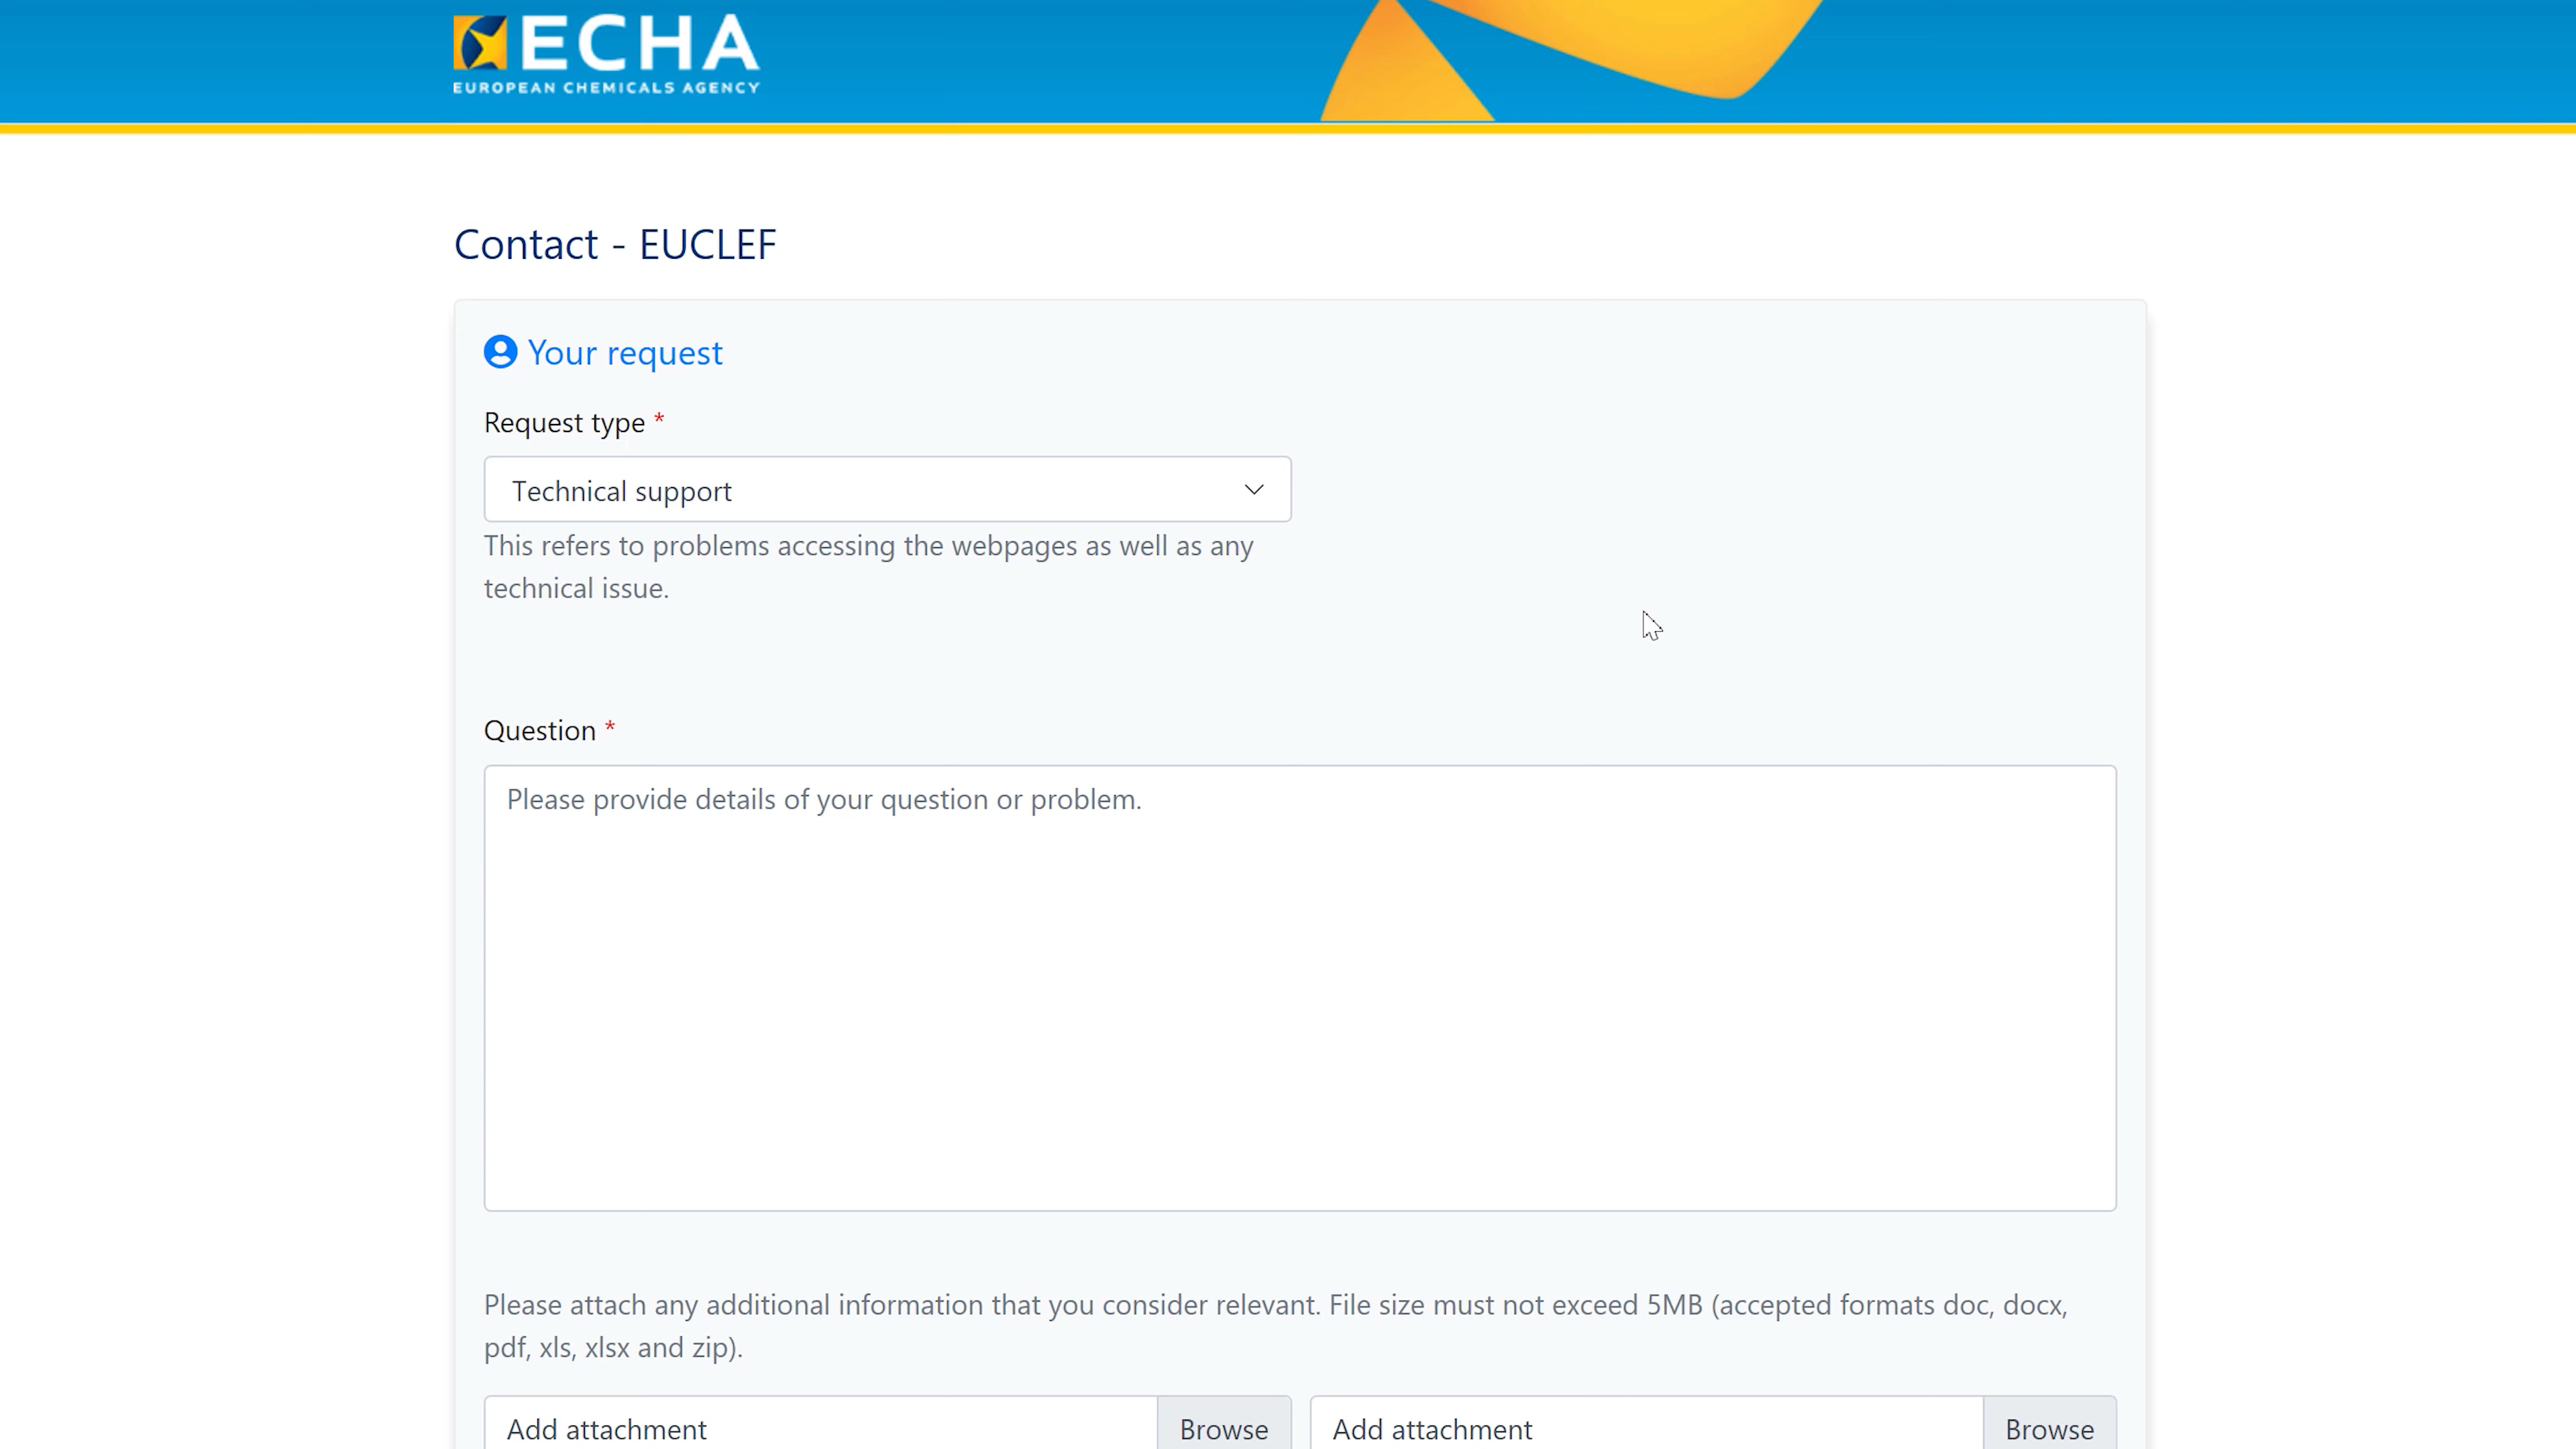 ECHA
EUROPEAN CHEMICALS AGENCY
Contact - EUCLEF
Your request
Request type *
Technical support
This refers to problems accessing the webpages as well as any
technical issue.
Question *
Please provide details of your question or problem.
Please attach any additional information that you consider relevant. File size must not exceed 5MB (accepted formats doc, docx,
pdf, xls, xlsx and zip).
Add attachment Browse Add attachment Browse